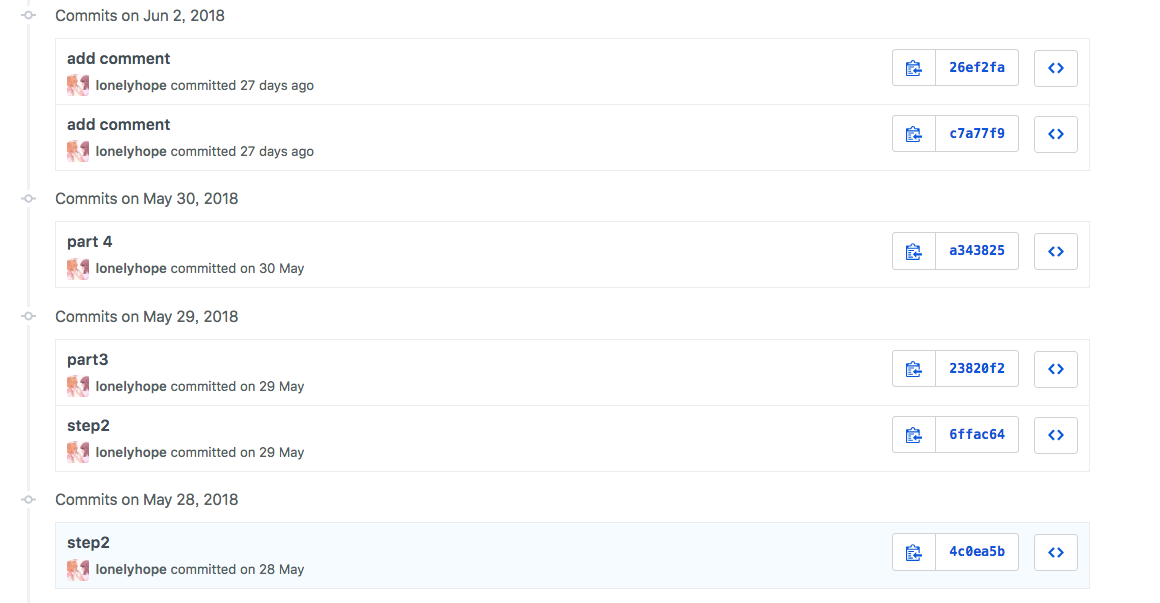 Commits on Jun 2, 2018
add comment
26ef2fa
lonelyhope committed 27 days ago
add comment
c7a77f9
lonelyhope committed 27 days ago
Commits on May 30, 2018
part 4
a343825
lonelyhope committed on 30 May
Commits on May 29, 2018
part3
23820f2
lonelyhope committed on 29 May
step2
6ffac64
lonelyhope committed on 29 May
Commits on May 28, 2018
step2
4c0ea5b
lonelyhope committed on 28 May